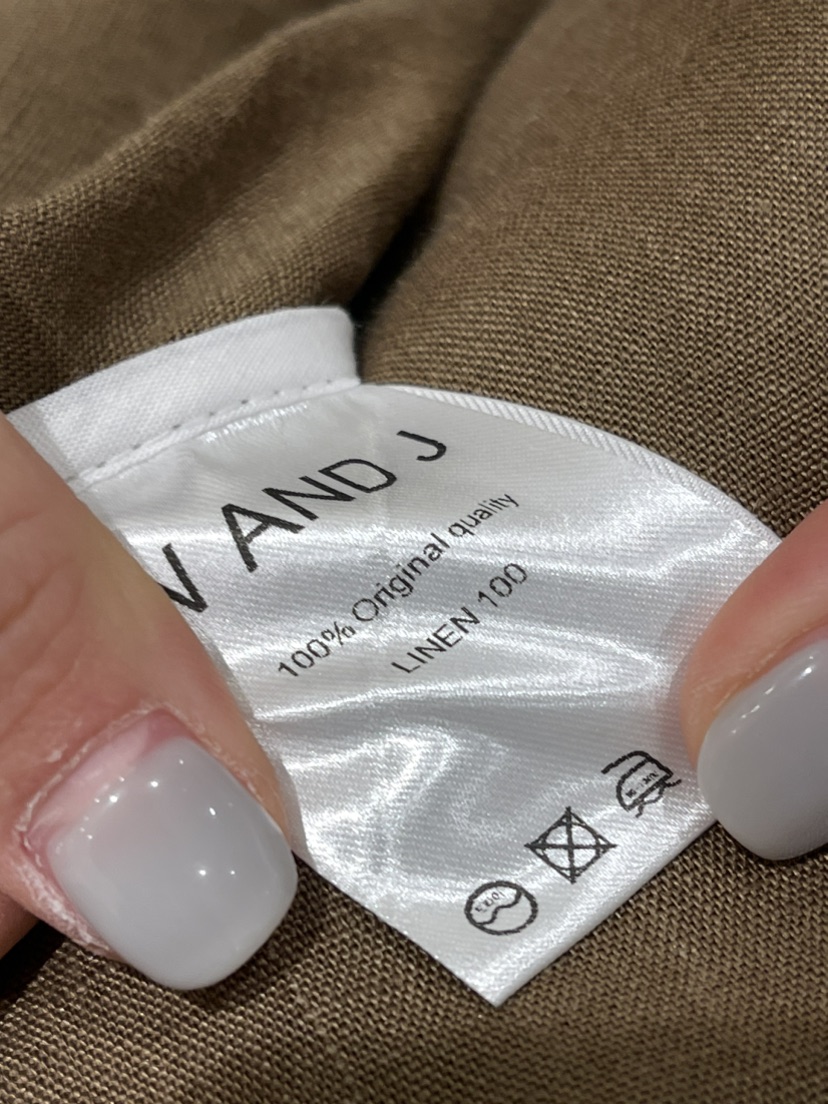 AND J
100% Original quality
LINEN 100